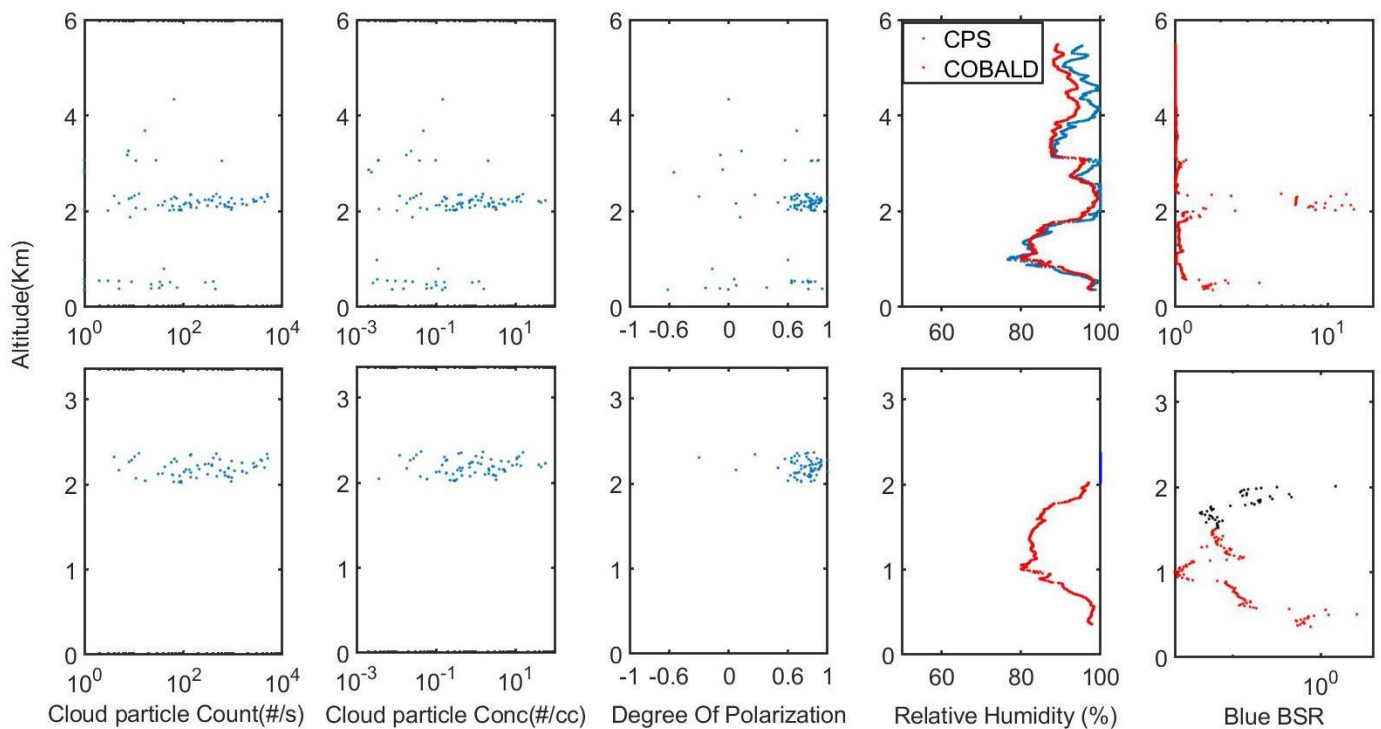 6 6 6 6 6
CPS
COBALD
4 4 4 4 4
2 2 2 2 2
0 0 0 0 0
10^0 10^2 10^4 10^-3 10^-1 10^1 -1 -0.6 0 0.6 1 60 80 100 10^0 10^1
Altitude(Km)
3 3 3 3 3
2 2 2 2 2
1 1 1 1 1
0 0 0 0 0
10^0 10^2 10^4 10^-3 10^-1 10^1 -1 -0.6 0 0.6 1 60 80 100 10^0
Cloud particle Count(#/s) Cloud particle Conc(#/cc) Degree Of Polarization Relative Humidity (%) Blue BSR